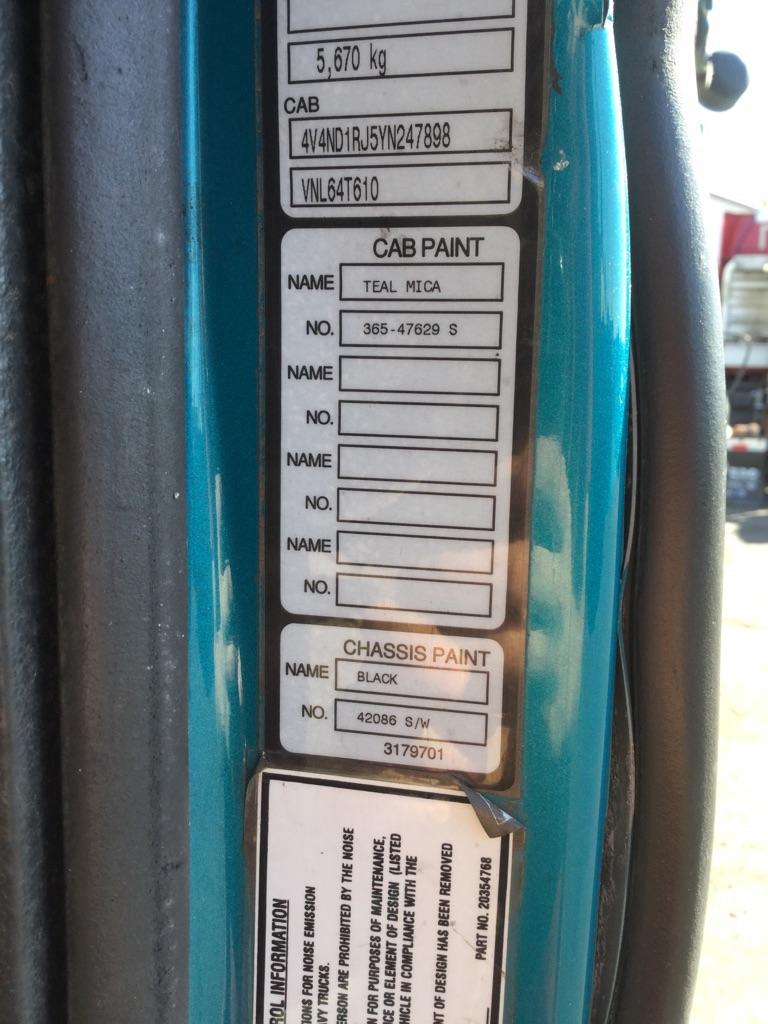 5,670 kg
CAB
4V4ND1RJ5YN247898
VNL64T610
CAB PAINT
NAME TEAL MICA
NO. 365-47629 S
NAME
NO.
NAME
NO.
NAME
NO.
CHASSIS PAINT
NAME BLACK
NO. 42086 S/W
3179701
ROL INFORMATION
TIONS FOR NOISE EMISSION
VY TRUCKS.
ERSON ARE PROHIBITED BY THE NOISE
N FOR PURPOSES OF MAINTENANCE,
CE OR ELEMENT OF DESIGN (LISTED
HICLE IN COMPLIANCE WITH THE
NT OF DESIGN HAS BEEN REMOVED
PART NO. 20354768